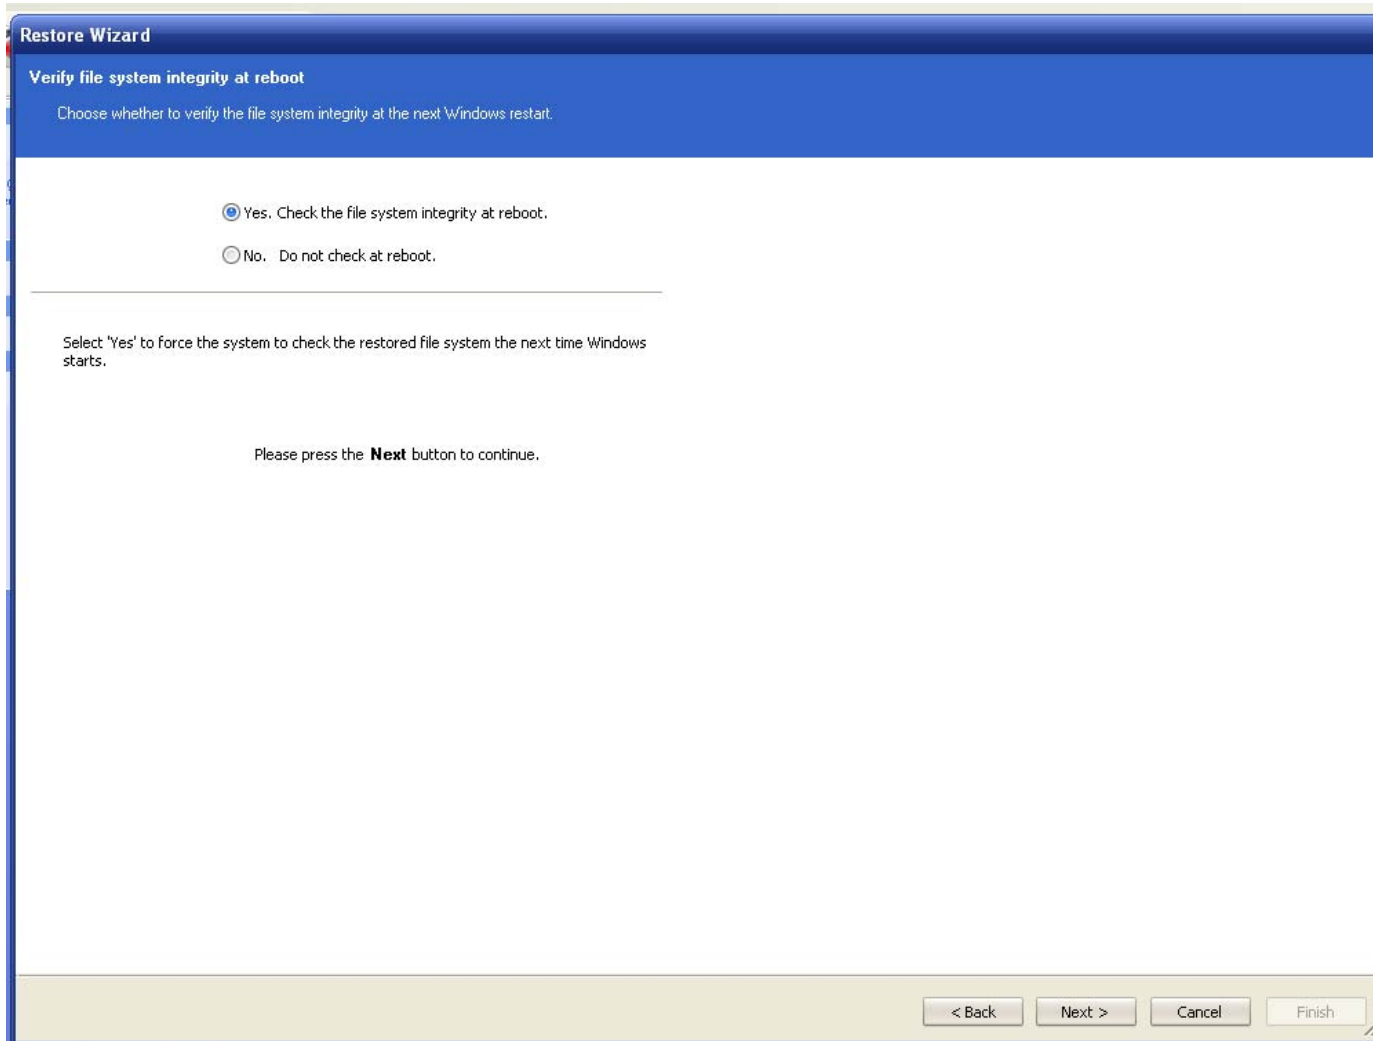 Restore Wizard
Verify file system integrity at reboot
Choose whether to verify the file system integrity at the next Windows restart.
Yes. Check the file system integrity at reboot.
No. Do not check at reboot.
Select 'Yes' to force the system to check the restored file system the next time Windows
starts.
Please press the Next button to continue.
< Back Next > Cancel Finish